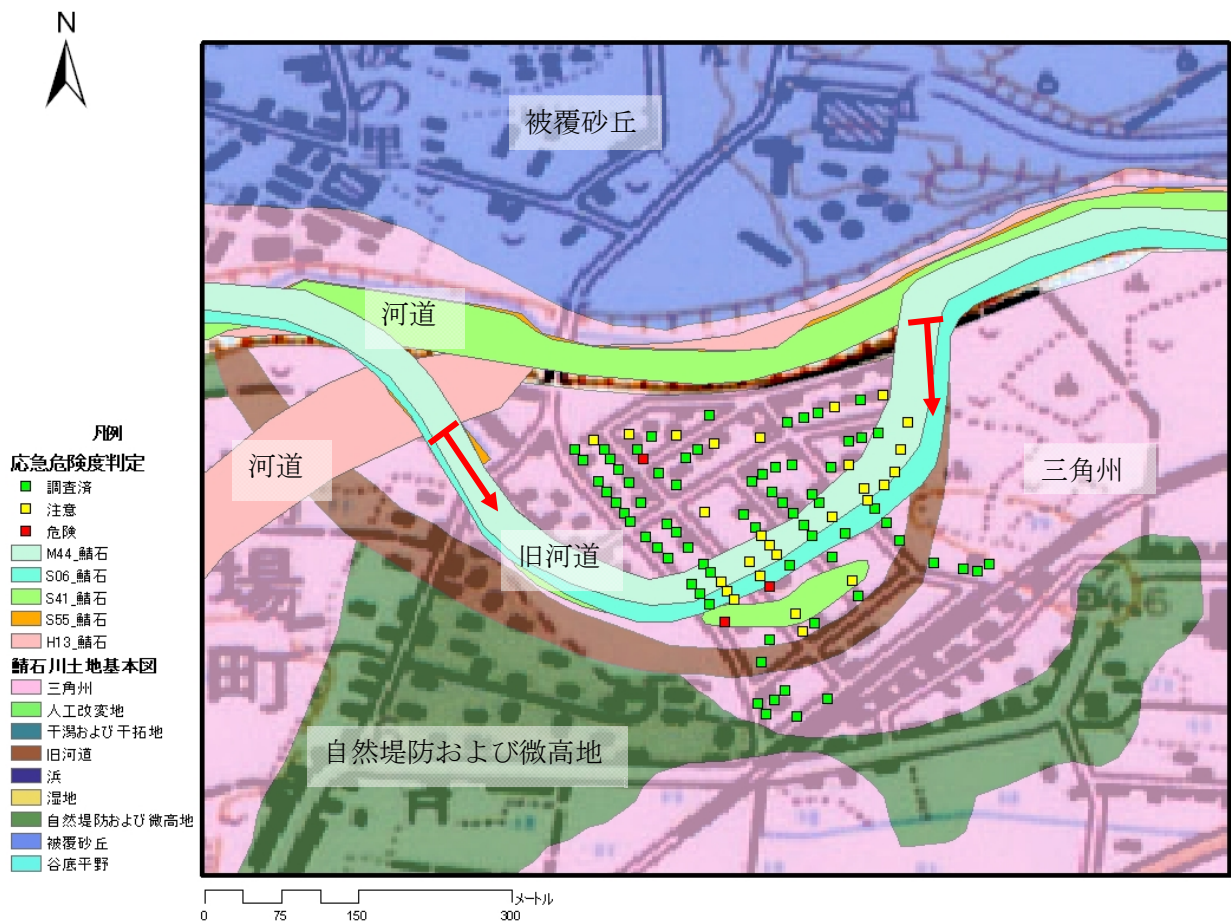 N
被覆砂丘
の
里
河道
河道
三角州
旧河道
場
町
自然堤防および微高地
凡例
応急危険度判定
調査済
注意
危険
M44_鯖石
S06_鯖石
S41_鯖石
S55_鯖石
H13_鯖石
鯖石川土地基本図
三角州
人工改変地
干潟および干拓地
旧河道
浜
湿地
自然堤防および微高地
被覆砂丘
谷底平野
メートル
0 75 150 300